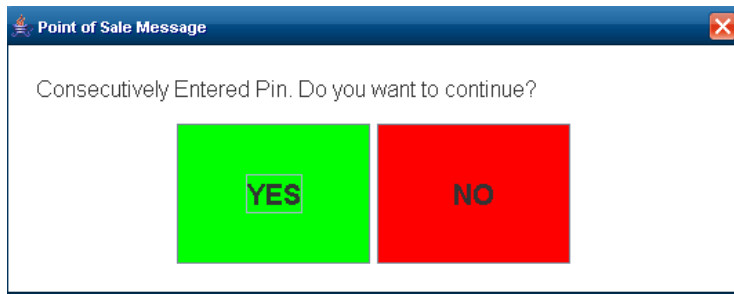 Point of Sale Message
Consecutively Entered Pin. Do you want to continue?
YES NO